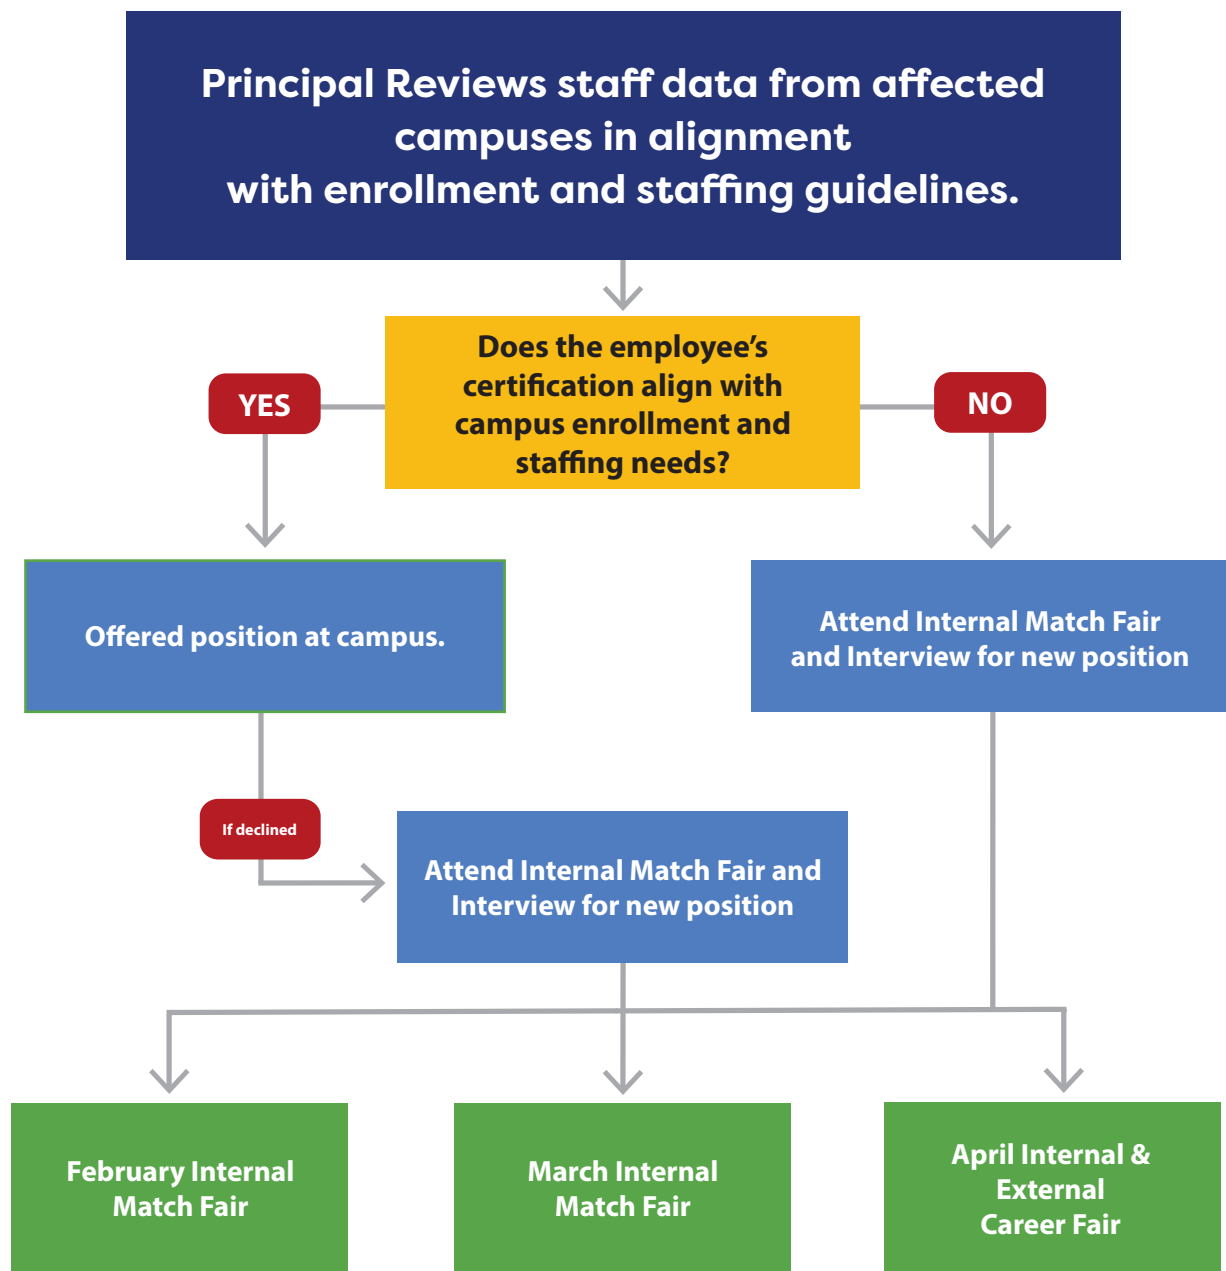 Principal Reviews staff data from affected
campuses in alignment
with enrollment and staffing guidelines.
Does the employee’s
certification align with
campus enrollment and
staffing needs?
YES
NO
Offered position at campus.
Attend Internal Match Fair
and Interview for new position
If declined
Attend Internal Match Fair and
Interview for new position
February Internal
Match Fair
March Internal
Match Fair
April Internal &
External
Career Fair